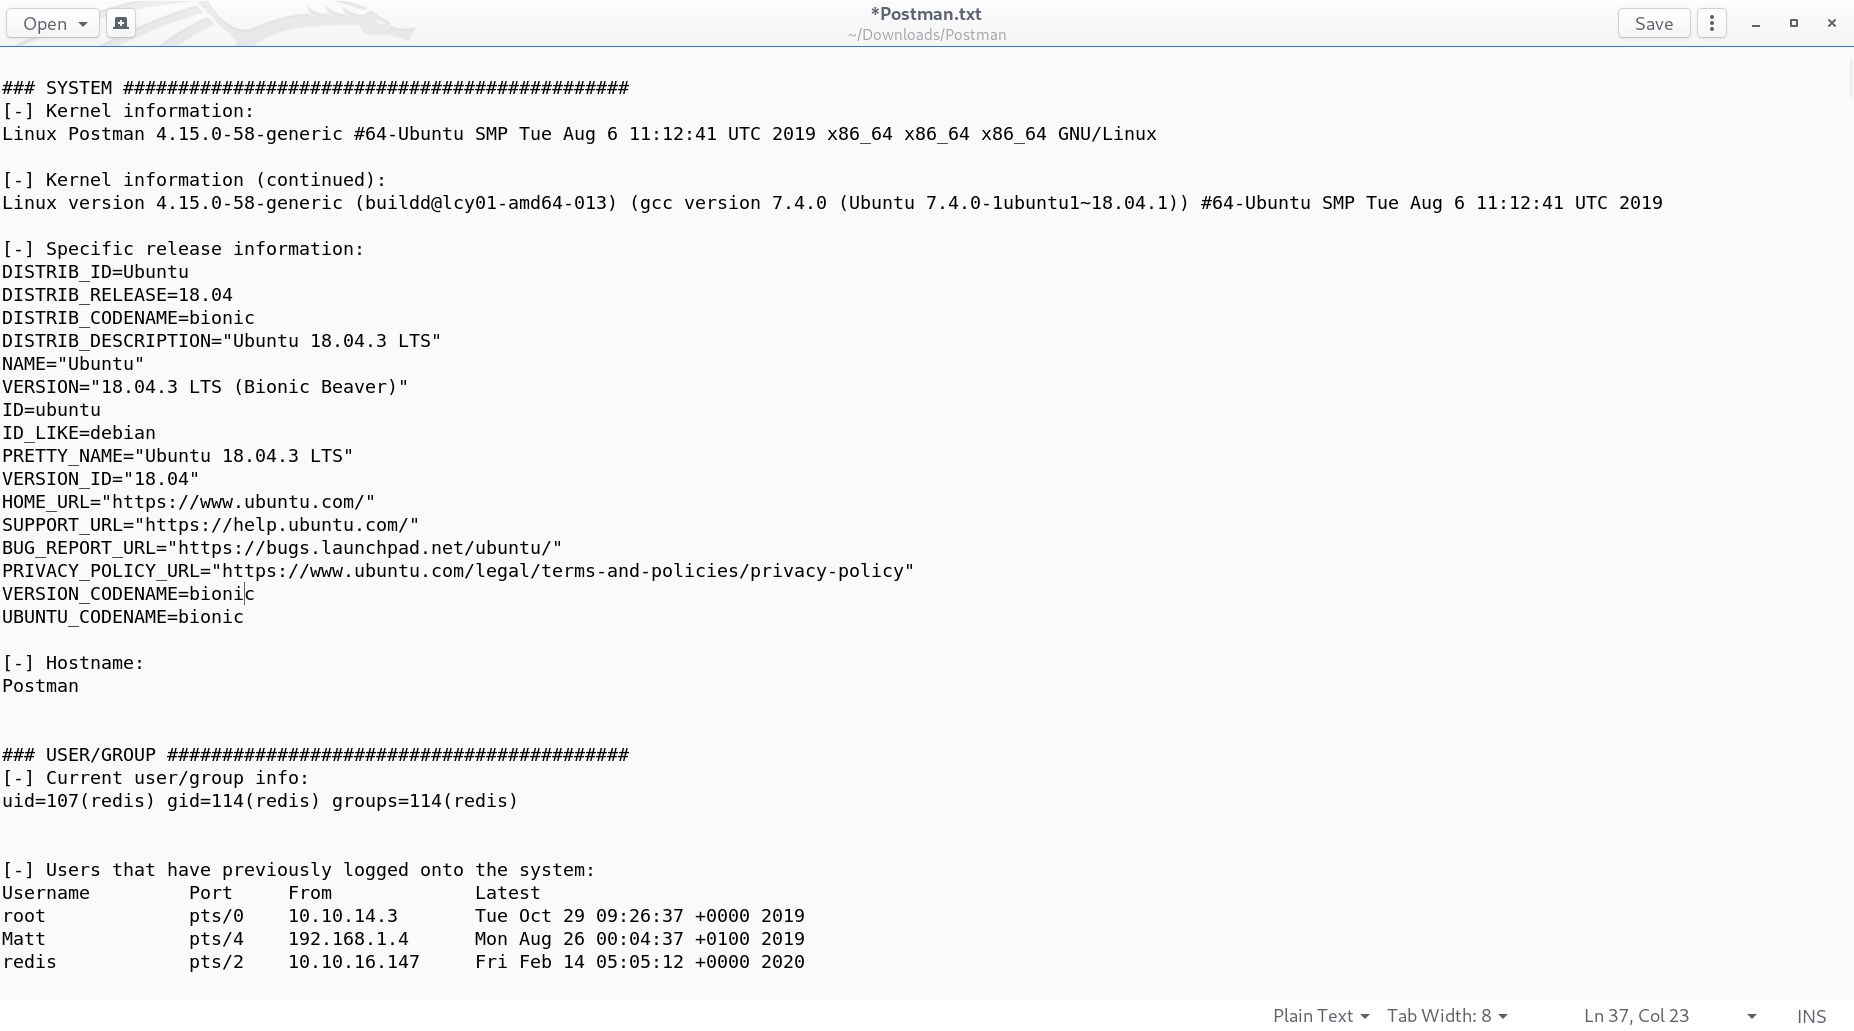 Open
*Postman.txt
~/Downloads/Postman
Save
### SYSTEM ##############################################
[-] Kernel information:
Linux Postman 4.15.0-58-generic #64-Ubuntu SMP Tue Aug 6 11:12:41 UTC 2019 x86_64 x86_64 x86_64 GNU/Linux
[-] Kernel information (continued):
Linux version 4.15.0-58-generic (buildd@lcy01-amd64-013) (gcc version 7.4.0 (Ubuntu 7.4.0-1ubuntu1~18.04.1)) #64-Ubuntu SMP Tue Aug 6 11:12:41 UTC 2019
[-] Specific release information:
DISTRIB_ID=Ubuntu
DISTRIB_RELEASE=18.04
DISTRIB_CODENAME=bionic
DISTRIB_DESCRIPTION="Ubuntu 18.04.3 LTS"
NAME="Ubuntu"
VERSION="18.04.3 LTS (Bionic Beaver)"
ID=ubuntu
ID_LIKE=debian
PRETTY_NAME="Ubuntu 18.04.3 LTS"
VERSION_ID="18.04"
HOME_URL="https://www.ubuntu.com/"
SUPPORT_URL="https://help.ubuntu.com/"
BUG_REPORT_URL="https://bugs.launchpad.net/ubuntu/"
PRIVACY_POLICY_URL="https://www.ubuntu.com/legal/terms-and-policies/privacy-policy"
VERSION_CODENAME=bionic
UBUNTU_CODENAME=bionic
[-] Hostname:
Postman
### USER/GROUP ##########################################
[-] Current user/group info:
uid=107(redis) gid=114(redis) groups=114(redis)
[-] Users that have previously logged onto the system:
Username         Port     From             Latest
root             pts/0    10.10.14.3       Tue Oct 29 09:26:37 +0000 2019
Matt             pts/4    192.168.1.4      Mon Aug 26 00:04:37 +0100 2019
redis            pts/2    10.10.16.147     Fri Feb 14 05:05:12 +0000 2020
Plain Text Tab Width: 8 Ln 37, Col 23 INS